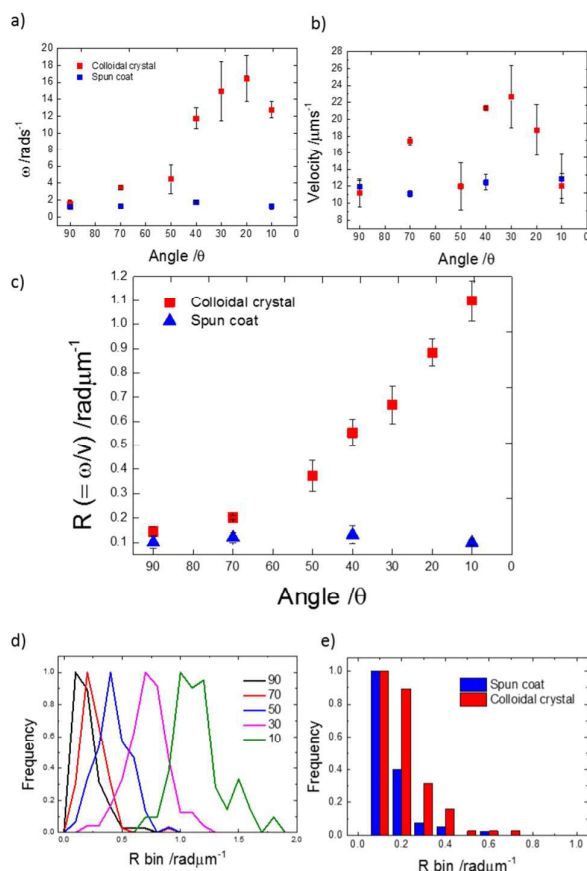 a)
20
18
16
14
12
10
8
6
4
2
0
ω /rads⁻¹
Colloidal crystal
Spun coat
90 80 70 60 50 40 30 20 10 0
Angle /θ
b)
28
26
24
22
20
18
16
14
12
10
8
Velocity /μms⁻¹
90 80 70 60 50 40 30 20 10 0
Angle /θ
c)
1.2
1.1
1.0
0.9
0.8
0.7
0.6
0.5
0.4
0.3
0.2
0.1
R (= ω/v) /radμm⁻¹
Colloidal crystal
Spun coat
90 80 70 60 50 40 30 20 10 0
Angle /θ
d)
1.0
0.8
0.6
0.4
0.2
0.0
Frequency
90
70
50
30
10
0.0 0.5 1.0 1.5 2.0
R bin /radμm⁻¹
e)
1.0
0.8
0.6
0.4
0.2
0.0
Frequency
Spun coat
Colloidal crystal
0.0 0.2 0.4 0.6 0.8 1.0
R bin /radμm⁻¹